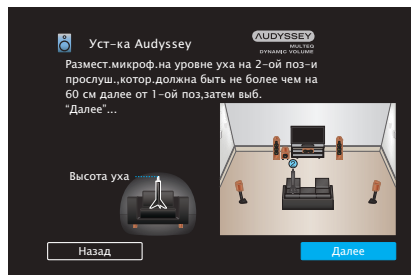 Уст-ка Audyssey
AUDYSSEY
MULTEQ
DYNAMIC VOLUME
Размест.микроф.на уровне уха на 2-ой поз-и
прослуш.,котор.должна быть не более чем на
60 см далее от 1-ой поз,затем выб.
“Далее”...
Высота уха
2
Назад
Далее